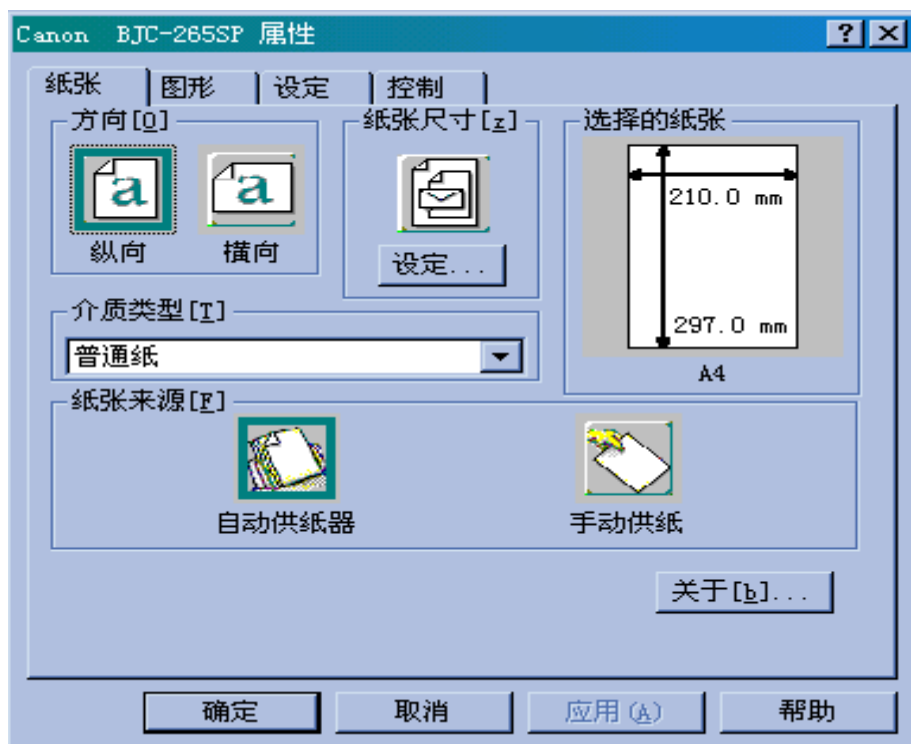 Canon BJC-265SP 属性
纸张 图形 设定 控制
方向[O] 纸张尺寸[z] 选择的纸张
a a
210.0 mm
纵向 横向
设定...
297.0 mm
介质类型[T]
普通纸
A4
纸张来源[F]
自动供纸器 手动供纸
关于[b]...
确定 取消 应用(A) 帮助